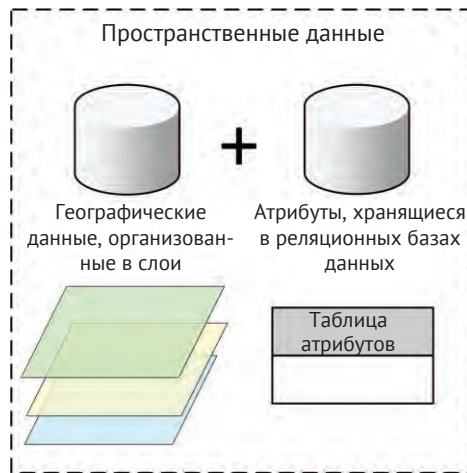 Пространственные данные
+
Географические
данные, организован-
ные в слои
Атрибуты, хранящиеся
в реляционных базах
данных
Таблица
атрибутов